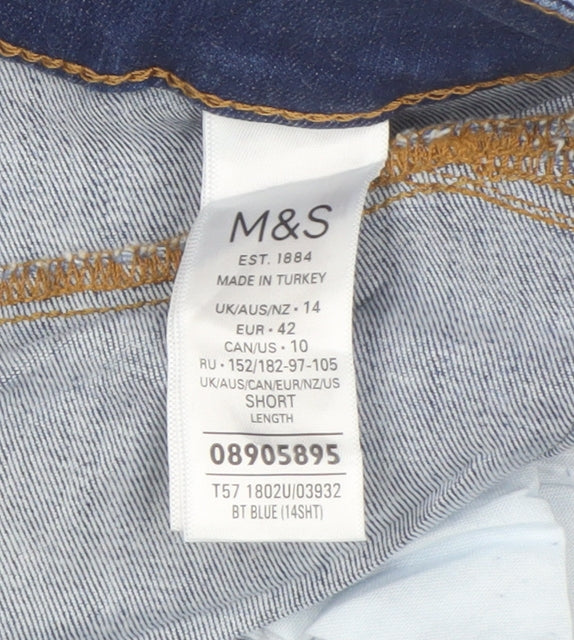 M&S
EST. 1884
MADE IN TURKEY
UK/AUS/NZ • 14
EUR • 42
CAN/US • 10
RU • 152/182-97-105
UK/AUS/CAN/EUR/NZ/US
SHORT
LENGTH
08905895
T57 1802U/03932
BT BLUE (14SHT)